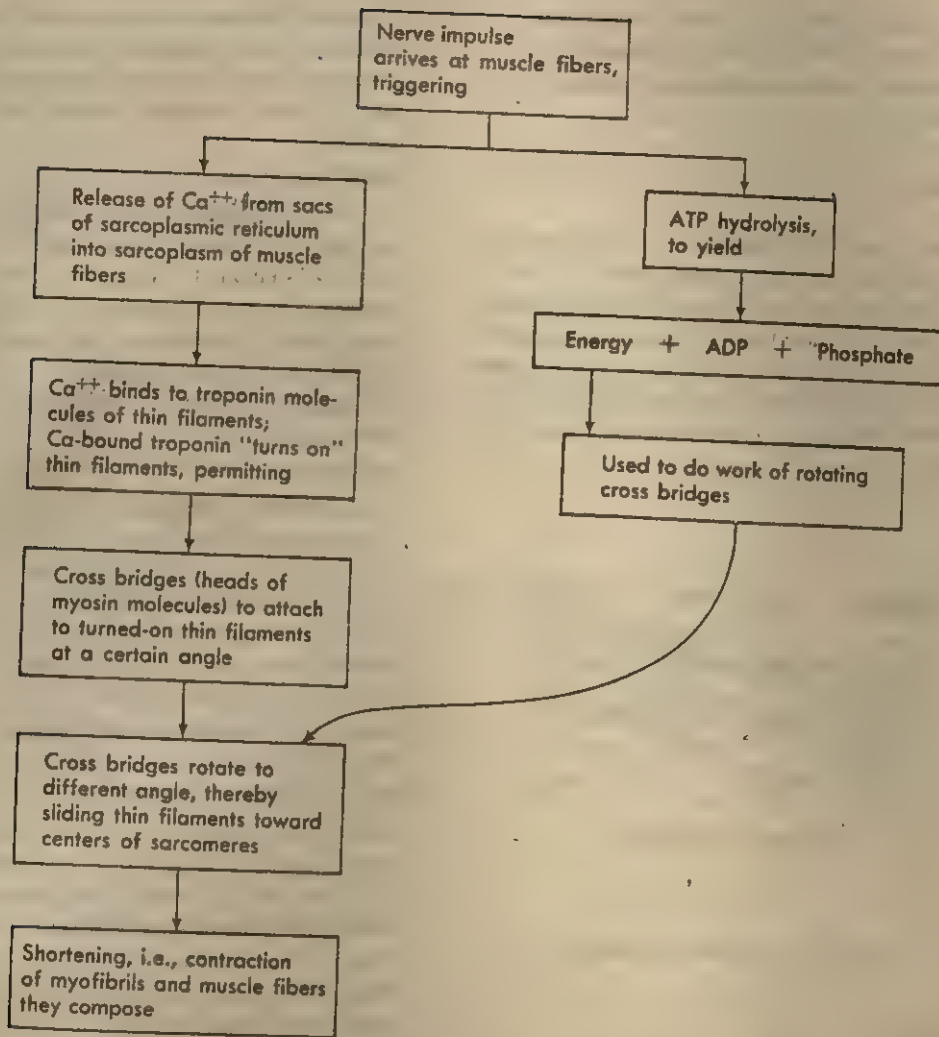 Nerve impulse
arrives at muscle fibers,
triggering
Release of Ca++ from sacs
of sarcoplasmic reticulum
into sarcoplasm of muscle
fibers
ATP hydrolysis,
to yield
Energy + ADP + Phosphate
Ca++ binds to troponin mole-
cules of thin filaments;
Ca-bound troponin "turns on"
thin filaments, permitting
Used to do work of rotating
cross bridges
Cross bridges (heads of
myosin molecules) to attach
to turned-on thin filaments
at a certain angle
Cross bridges rotate to
different angle, thereby
sliding thin filaments toward
centers of sarcomeres
Shortening, i.e., contraction
of myofibrils and muscle fibers
they compose